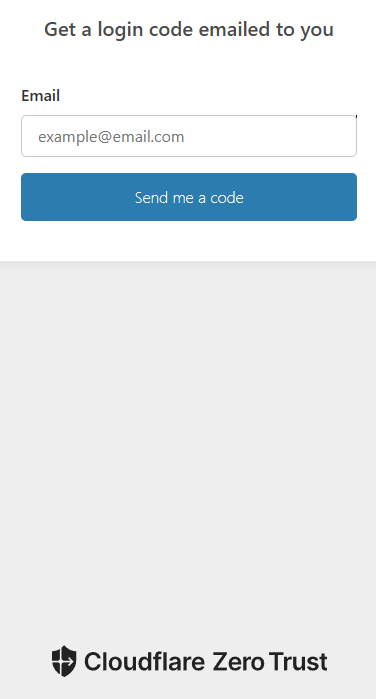 Get a login code emailed to you
Email
example@email.com
Send me a code
Cloudflare Zero Trust